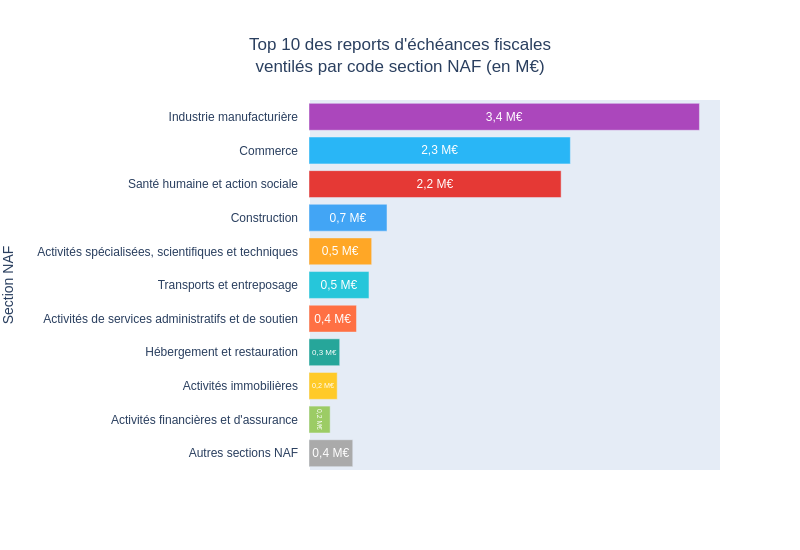 Top 10 des reports d'échéances fiscales
ventilés par code section NAF (en M€)
Section NAF
Industrie manufacturière 3,4 M€
Commerce 2,3 M€
Santé humaine et action sociale 2,2 M€
Construction 0,7 M€
Activités spécialisées, scientifiques et techniques 0,5 M€
Transports et entreposage 0,5 M€
Activités de services administratifs et de soutien 0,4 M€
Hébergement et restauration 0,3 M€
Activités immobilières 0,2 M€
Activités financières et d'assurance 0,2 M€
Autres sections NAF 0,4 M€